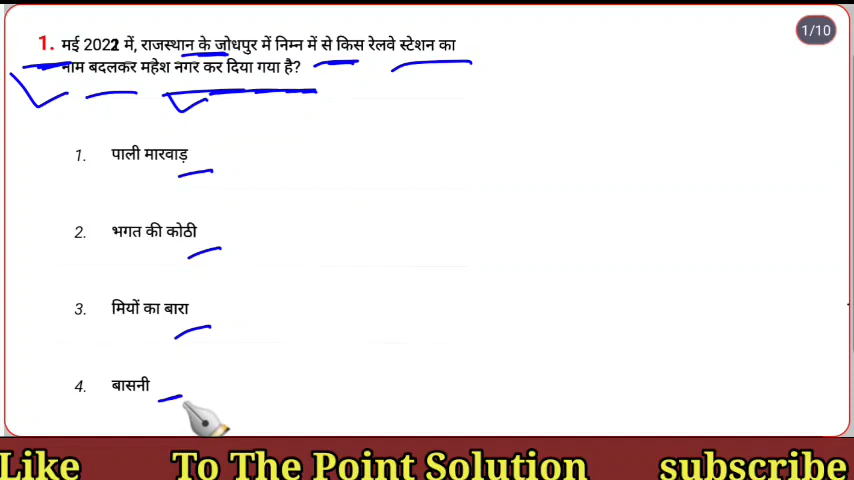 1/10
1. मई 2022 में, राजस्थान के जोधपुर में निम्न में से किस रेलवे स्टेशन का
नाम बदलकर महेश नगर कर दिया गया है?
1. पाली मारवाड़
2. भगत की कोठी
3. मियों का बारा
4. बासनी
Like To The Point Solution subscribe